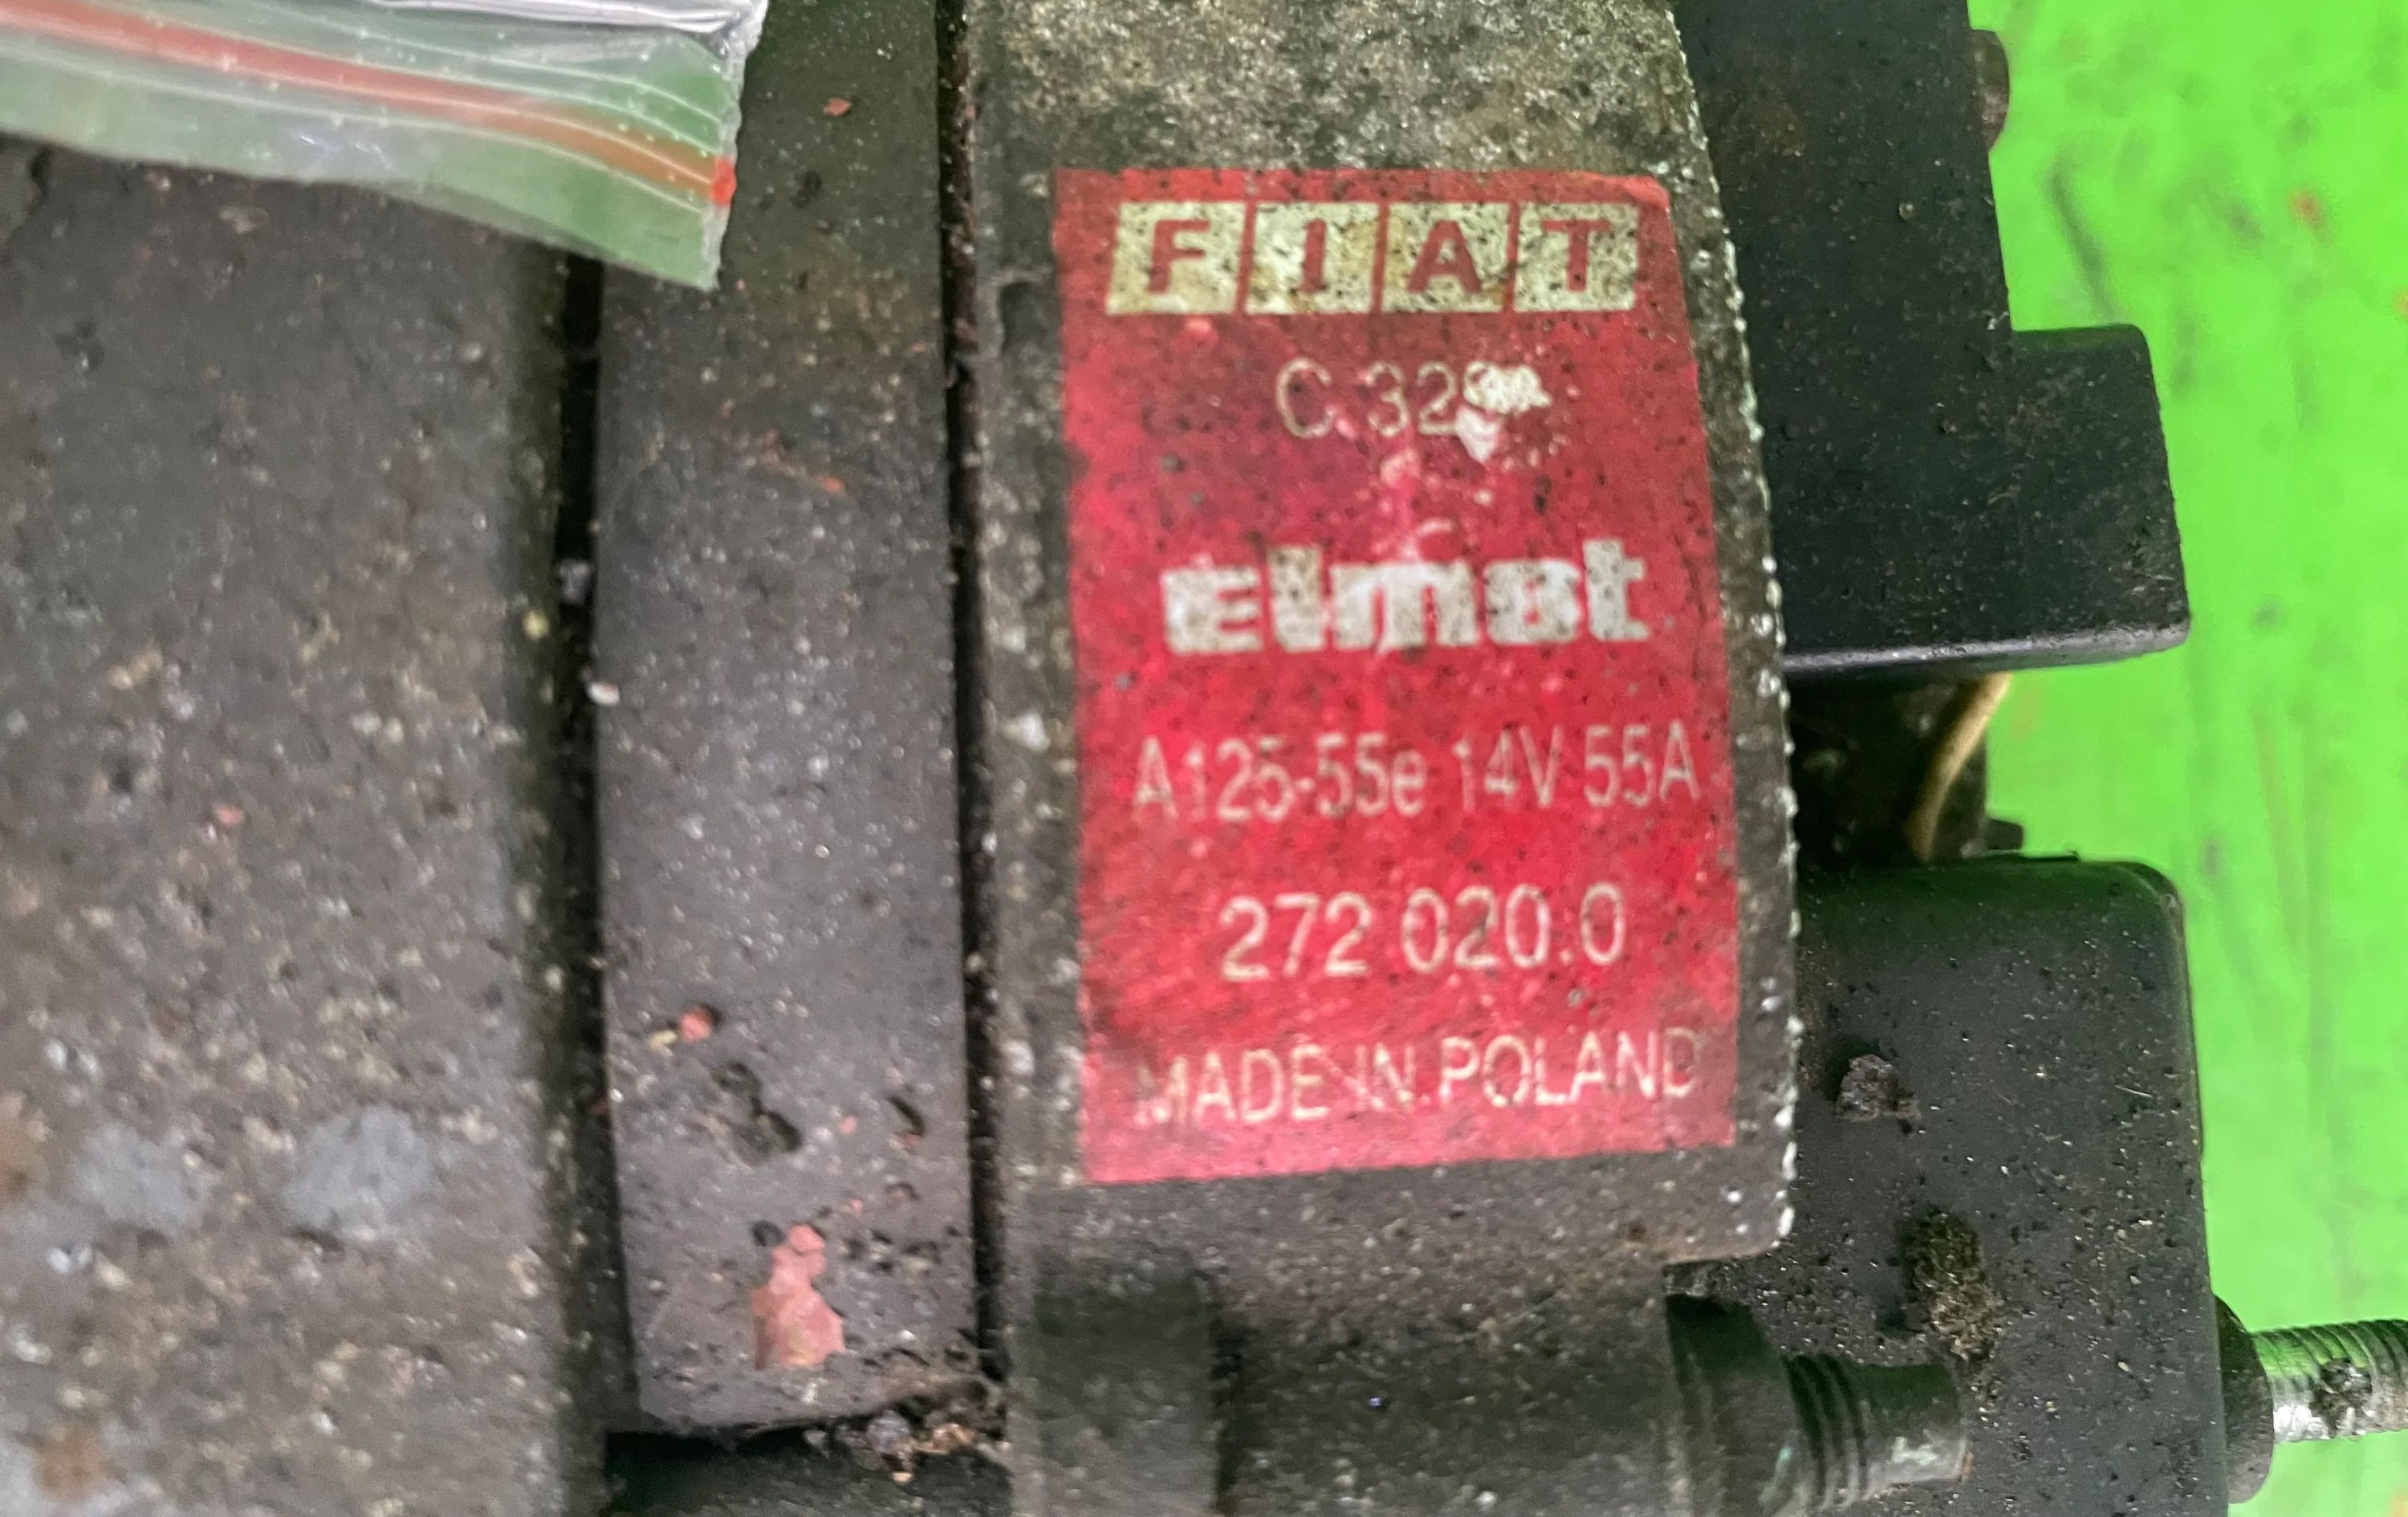 FIAT
elmot
A125-55e 14V 55A
272 020.0
MADE IN POLAND